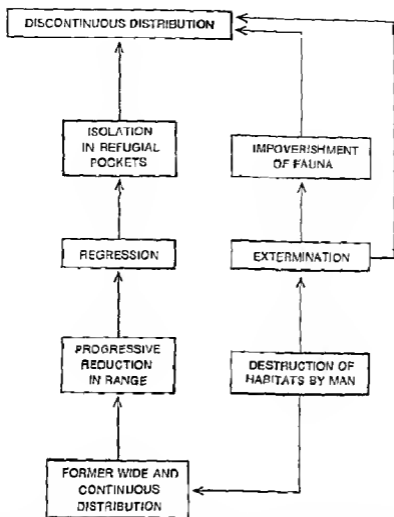 DISCONTINUOUS DISTRIBUTION
ISOLATION
IN REFUGIAL
POCKETS
IMPOVERISHMENT
OF FAUNA
REGRESSION
EXTERMINATION
PROGRESSIVE
REDUCTION
IN RANGE
DESTRUCTION OF
HABITATS BY MAN
FORMER WIDE AND
CONTINUOUS
DISTRIBUTION